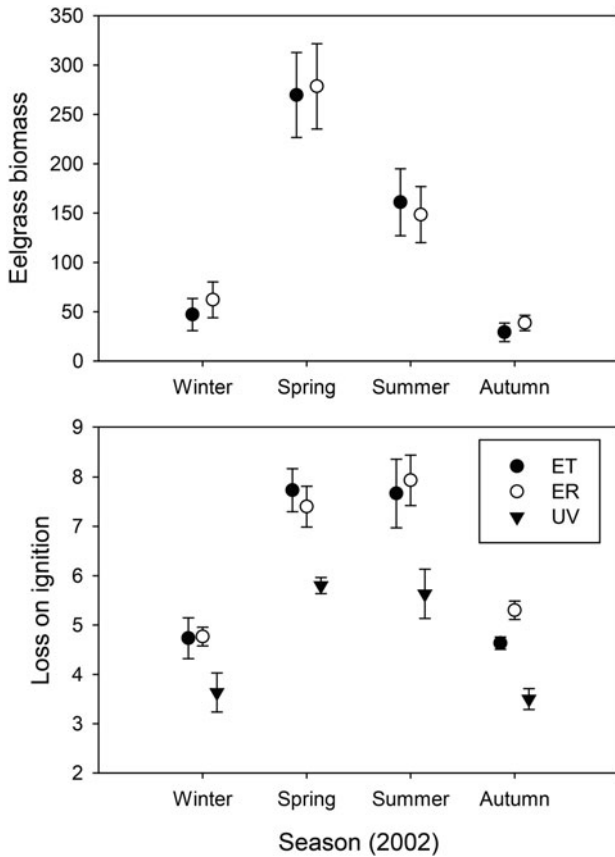 350
300
250
200
150
100
50
0
Eelgrass biomass
Winter Spring Summer Autumn
9
8
7
6
5
4
3
2
Loss on ignition
ET
ER
UV
Winter Spring Summer Autumn
Season (2002)